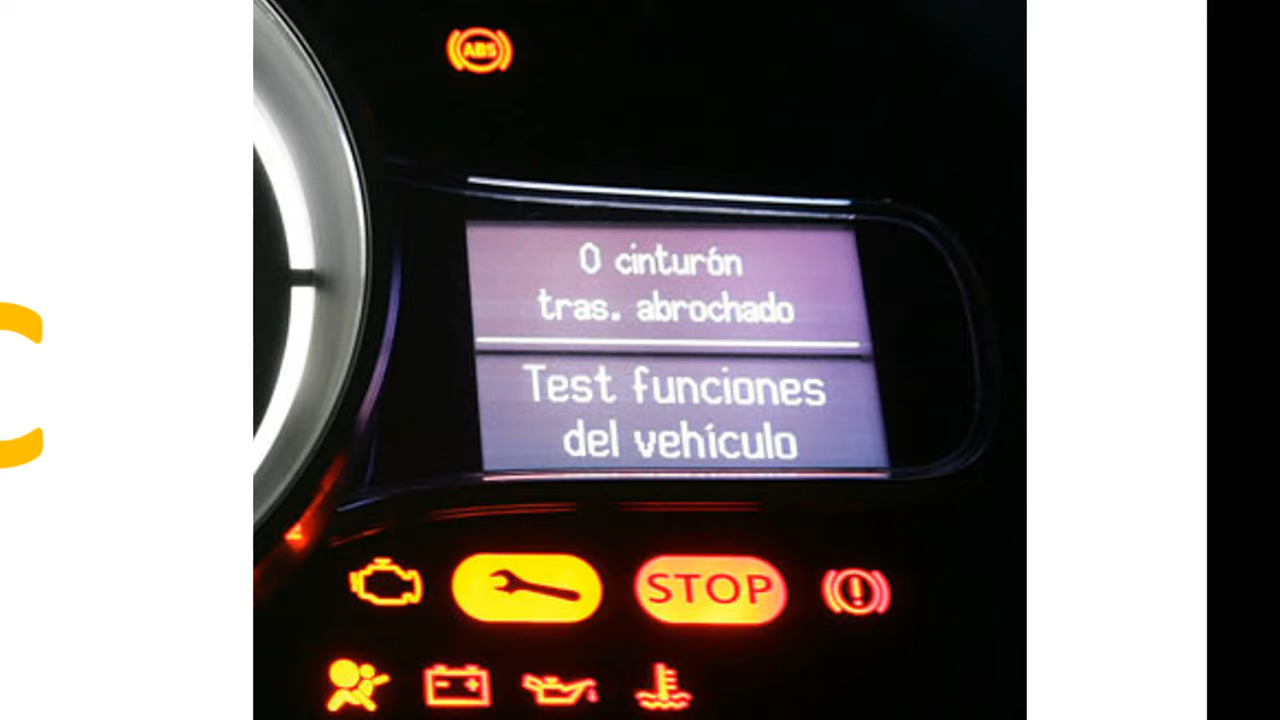 ABS
0 cinturón
tras. abrochado
Test funciones
del vehículo
STOP